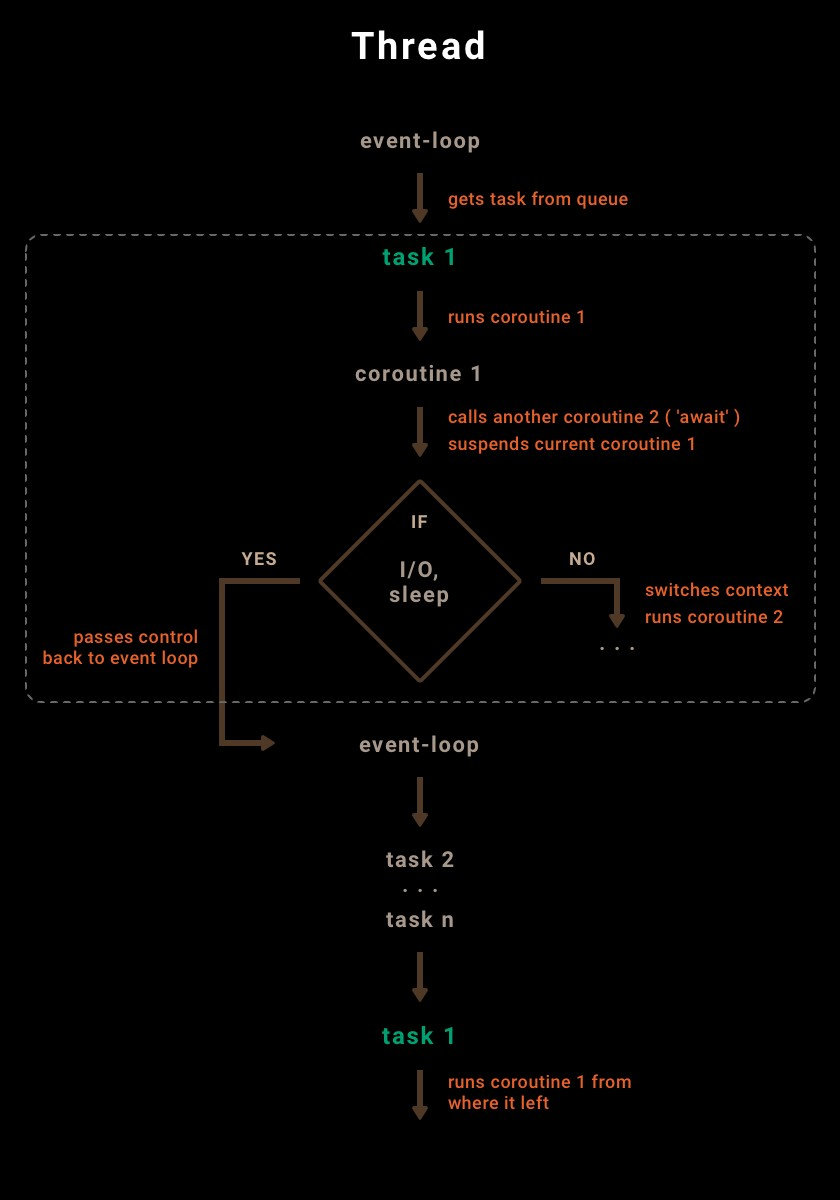 Thread
event-loop
gets task from queue
task 1
runs coroutine 1
coroutine 1
calls another coroutine 2 ( 'await' )
suspends current coroutine 1
IF
I/O,
sleep
YES
NO
passes control
back to event loop
switches context
runs coroutine 2
. . .
event-loop
task 2
. . .
task n
task 1
runs coroutine 1 from
where it left